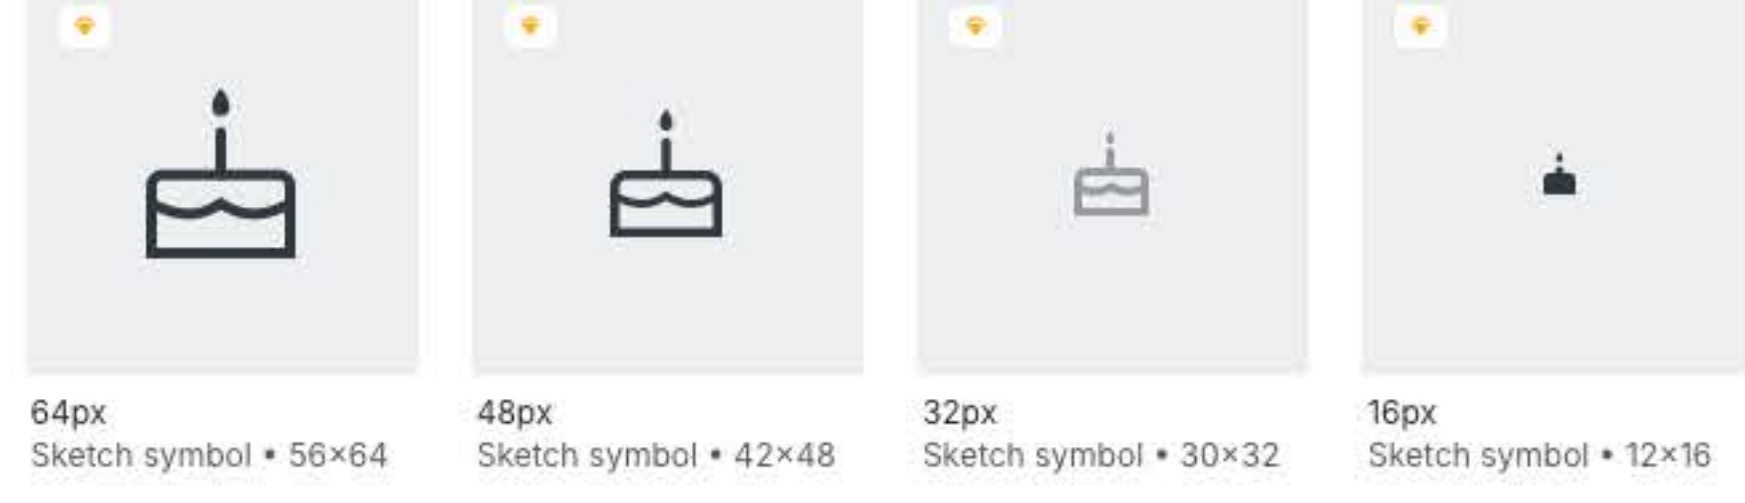 64px
Sketch symbol • 56×64
48px
Sketch symbol • 42×48
32px
Sketch symbol • 30×32
16px
Sketch symbol • 12×16